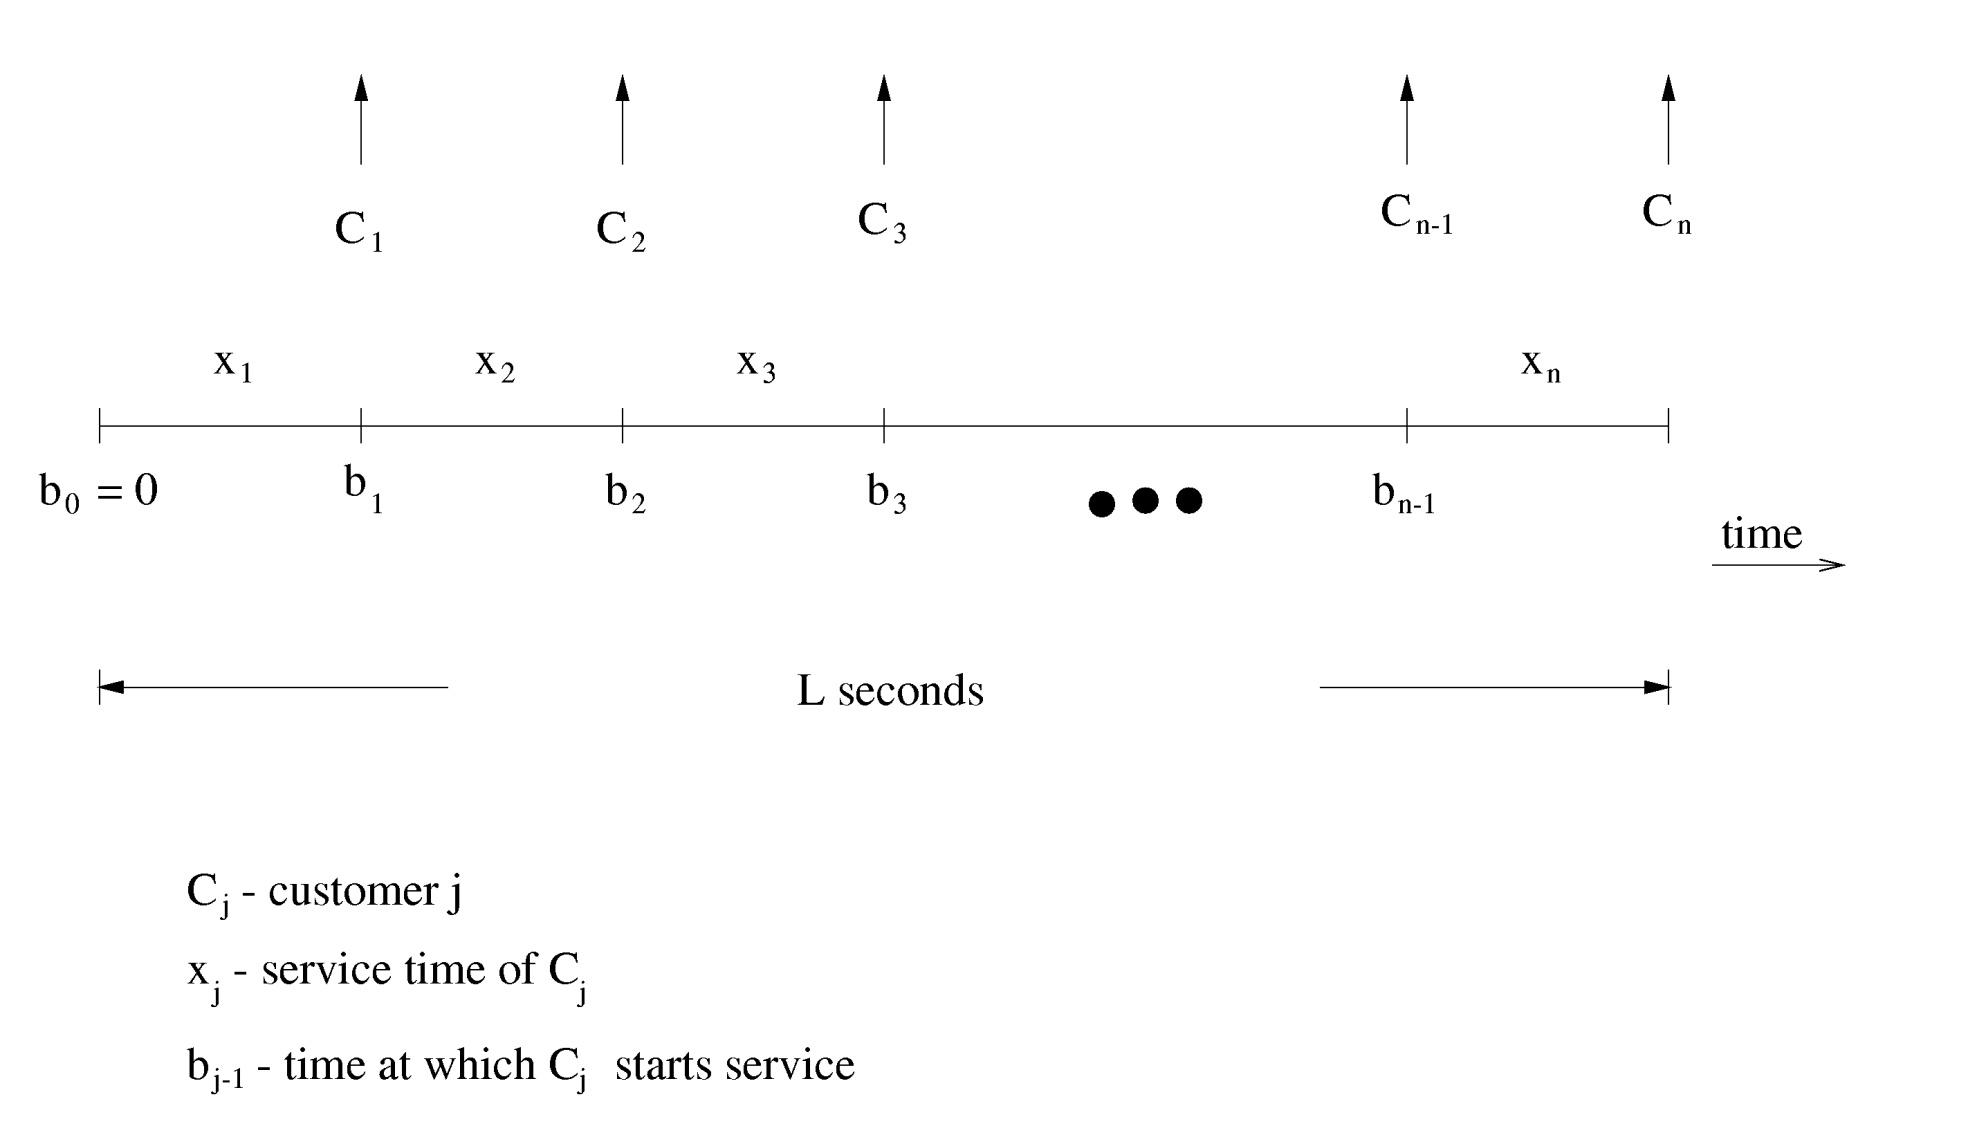 C₁ C₂ C₃ Cₙ₋₁ Cₙ
x₁ x₂ x₃ xₙ
b₀ = 0 b₁ b₂ b₃ ●●● bₙ₋₁
time
L seconds
Cⱼ - customer j
xⱼ - service time of Cⱼ
bⱼ₋₁ - time at which Cⱼ starts service